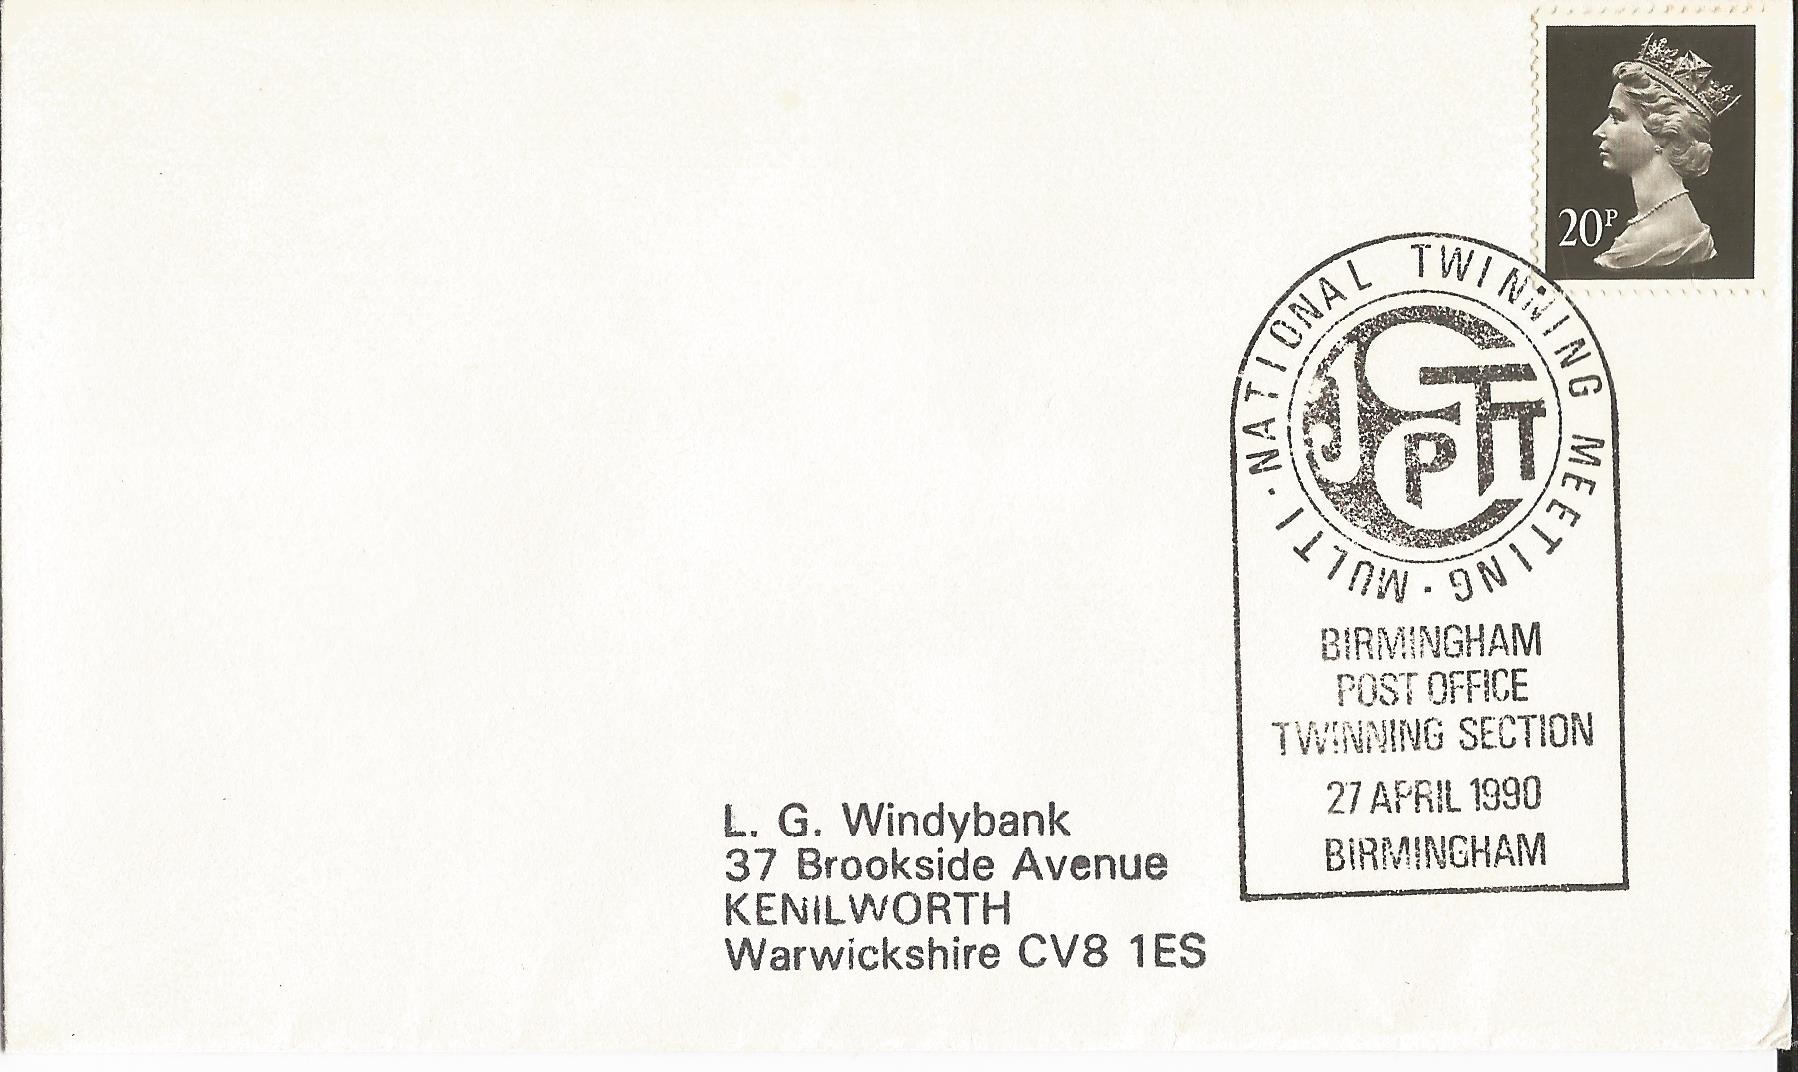 20P
MULTI·NATIONAL TWINNING MEETING·
BIRMINGHAM
POST OFFICE
TWINNING SECTION
27 APRIL 1990
BIRMINGHAM
L. G. Windybank
37 Brookside Avenue
KENILWORTH
Warwickshire CV8 1ES